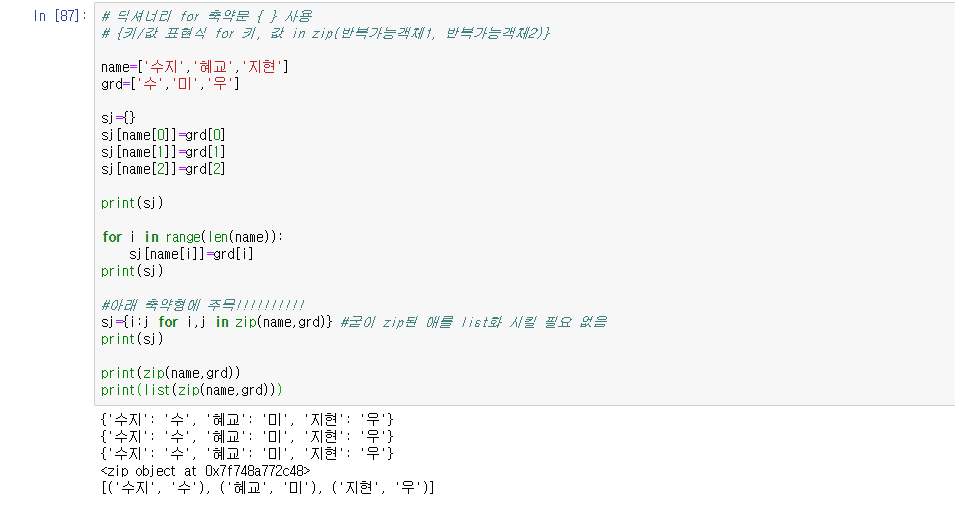 In [87]:
# 딕셔너리 for 축약문 { } 사용
# {키/값 표현식 for 키, 값 in zip(반복가능객체1, 반복가능객체2)}
name=['수지','혜교','지현']
grd=['수','미','우']
sj={}
sj[name[0]]=grd[0]
sj[name[1]]=grd[1]
sj[name[2]]=grd[2]
print(sj)
for i in range(len(name)):
    sj[name[i]]=grd[i]
print(sj)
#아래 축약형에 주목!!!!!!!!!!
sj={i:j for i,j in zip(name,grd)} #굳이 zip된 애를 list화 시킬 필요 없음
print(sj)
print(zip(name,grd))
print(list(zip(name,grd)))
{'수지': '수', '혜교': '미', '지현': '우'}
{'수지': '수', '혜교': '미', '지현': '우'}
{'수지': '수', '혜교': '미', '지현': '우'}
<zip object at 0x7f748a772c48>
[('수지', '수'), ('혜교', '미'), ('지현', '우')]